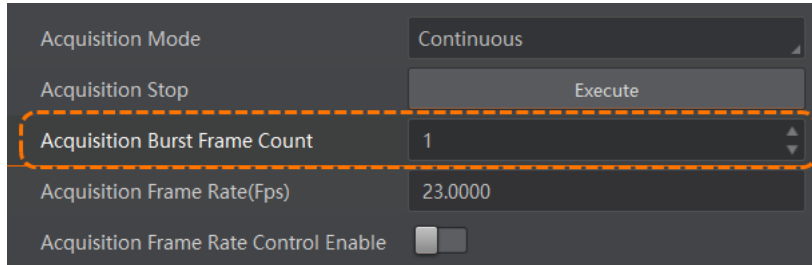 Acquisition Mode Continuous
Acquisition Stop Execute
Acquisition Burst Frame Count 1
Acquisition Frame Rate(Fps) 23.0000
Acquisition Frame Rate Control Enable